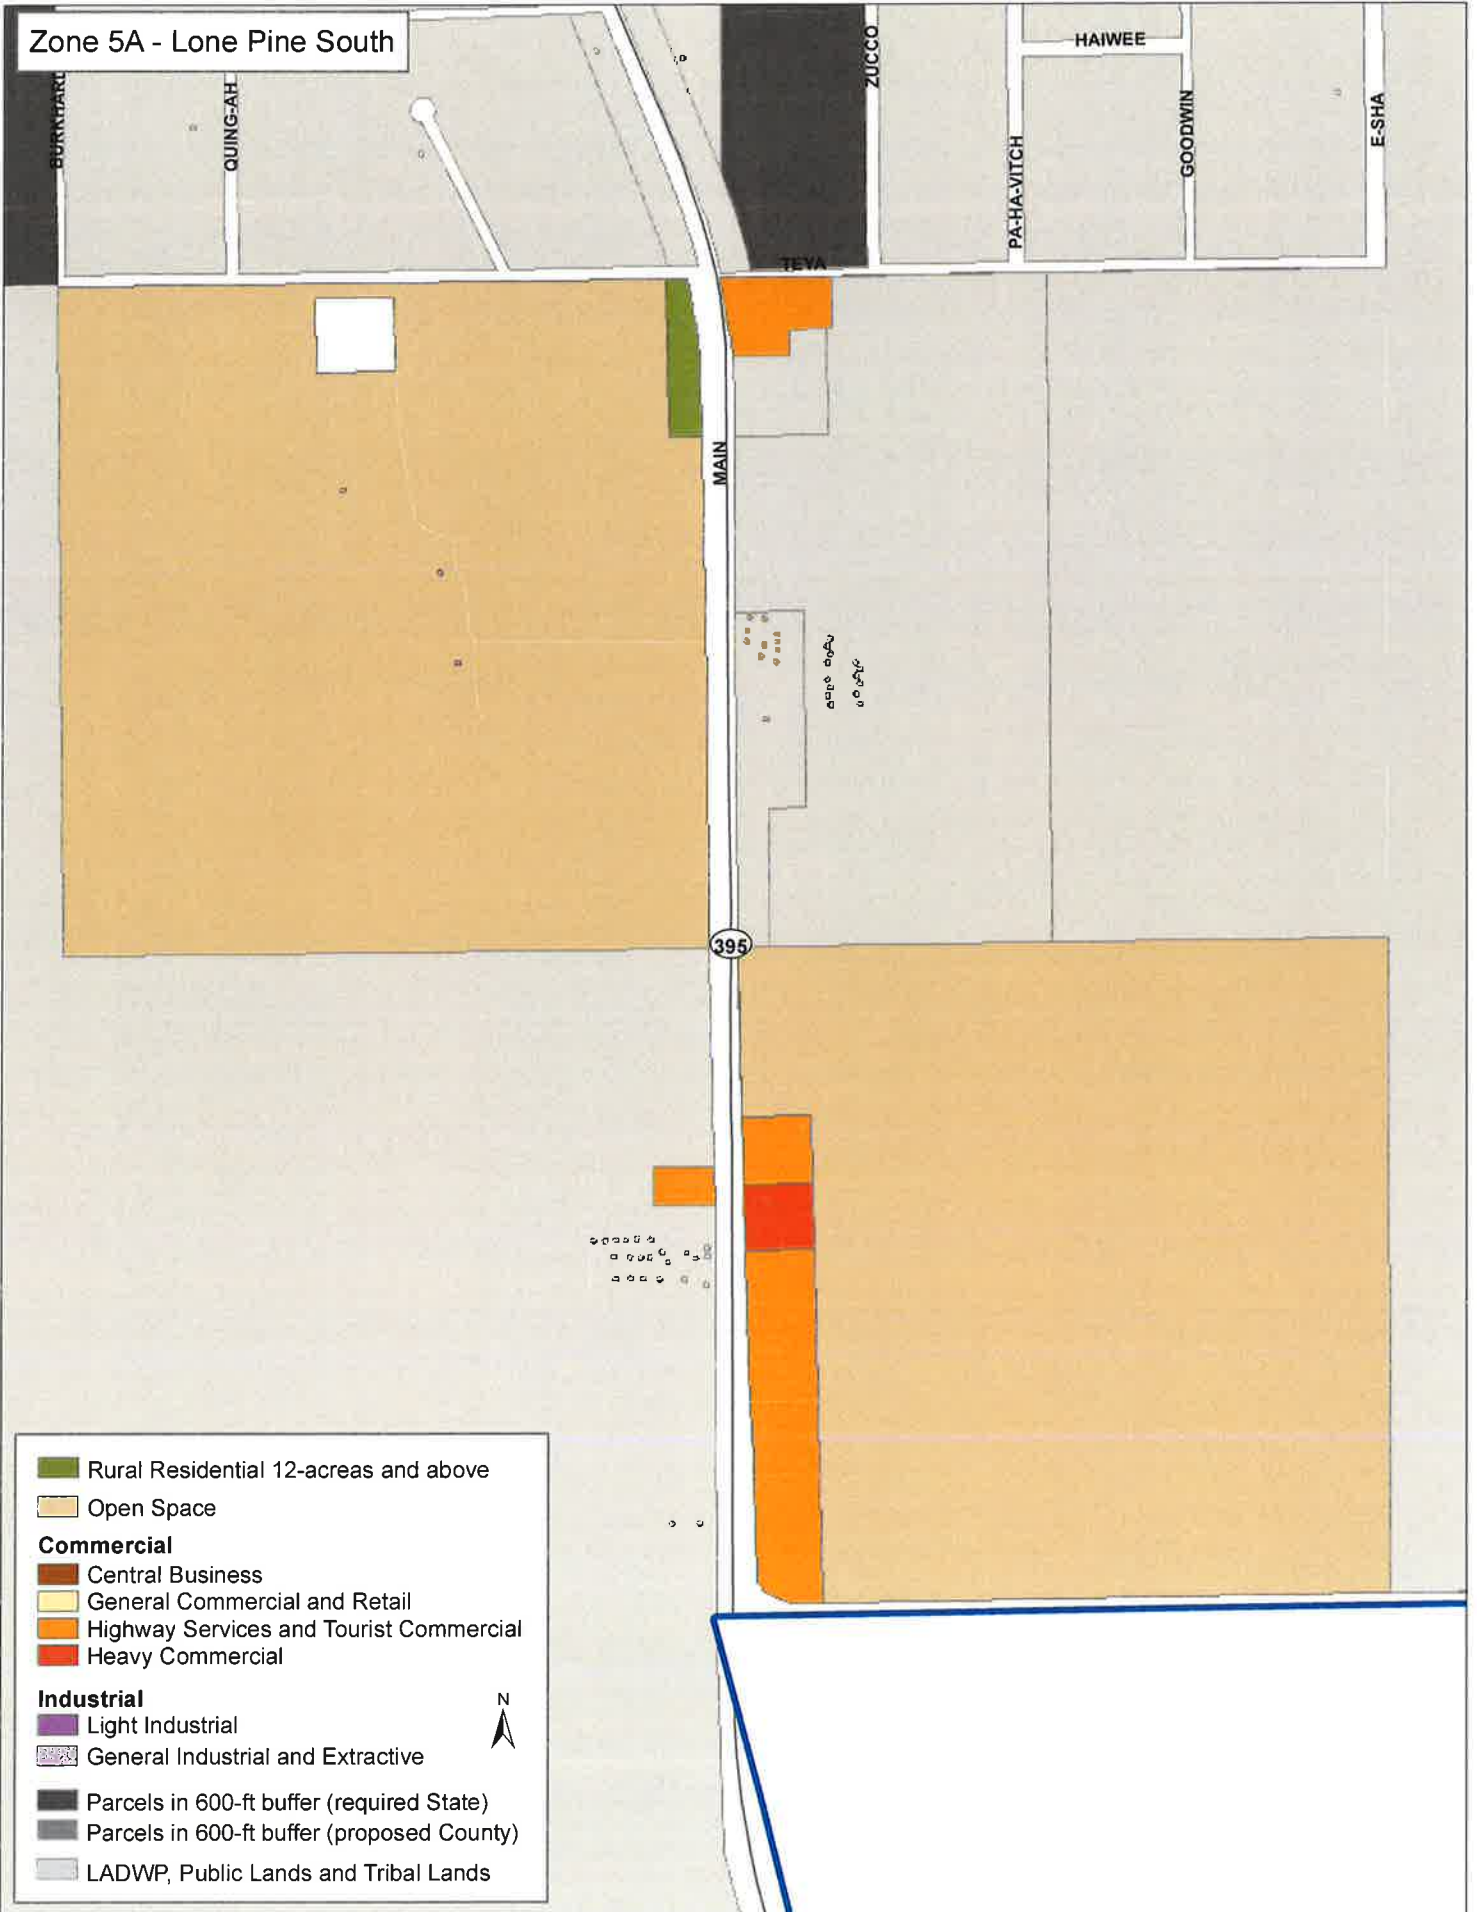 Zone 5A - Lone Pine South
BURKHARD
QUING-AH
ZUCCO
HAIWEE
PA-HA-VITCH
GOODWIN
E-SHA
TEYA
MAIN
395
Rural Residential 12-acreas and above
Open Space
Commercial
Central Business
General Commercial and Retail
Highway Services and Tourist Commercial
Heavy Commercial
Industrial
N
Light Industrial
General Industrial and Extractive
Parcels in 600-ft buffer (required State)
Parcels in 600-ft buffer (proposed County)
LADWP, Public Lands and Tribal Lands